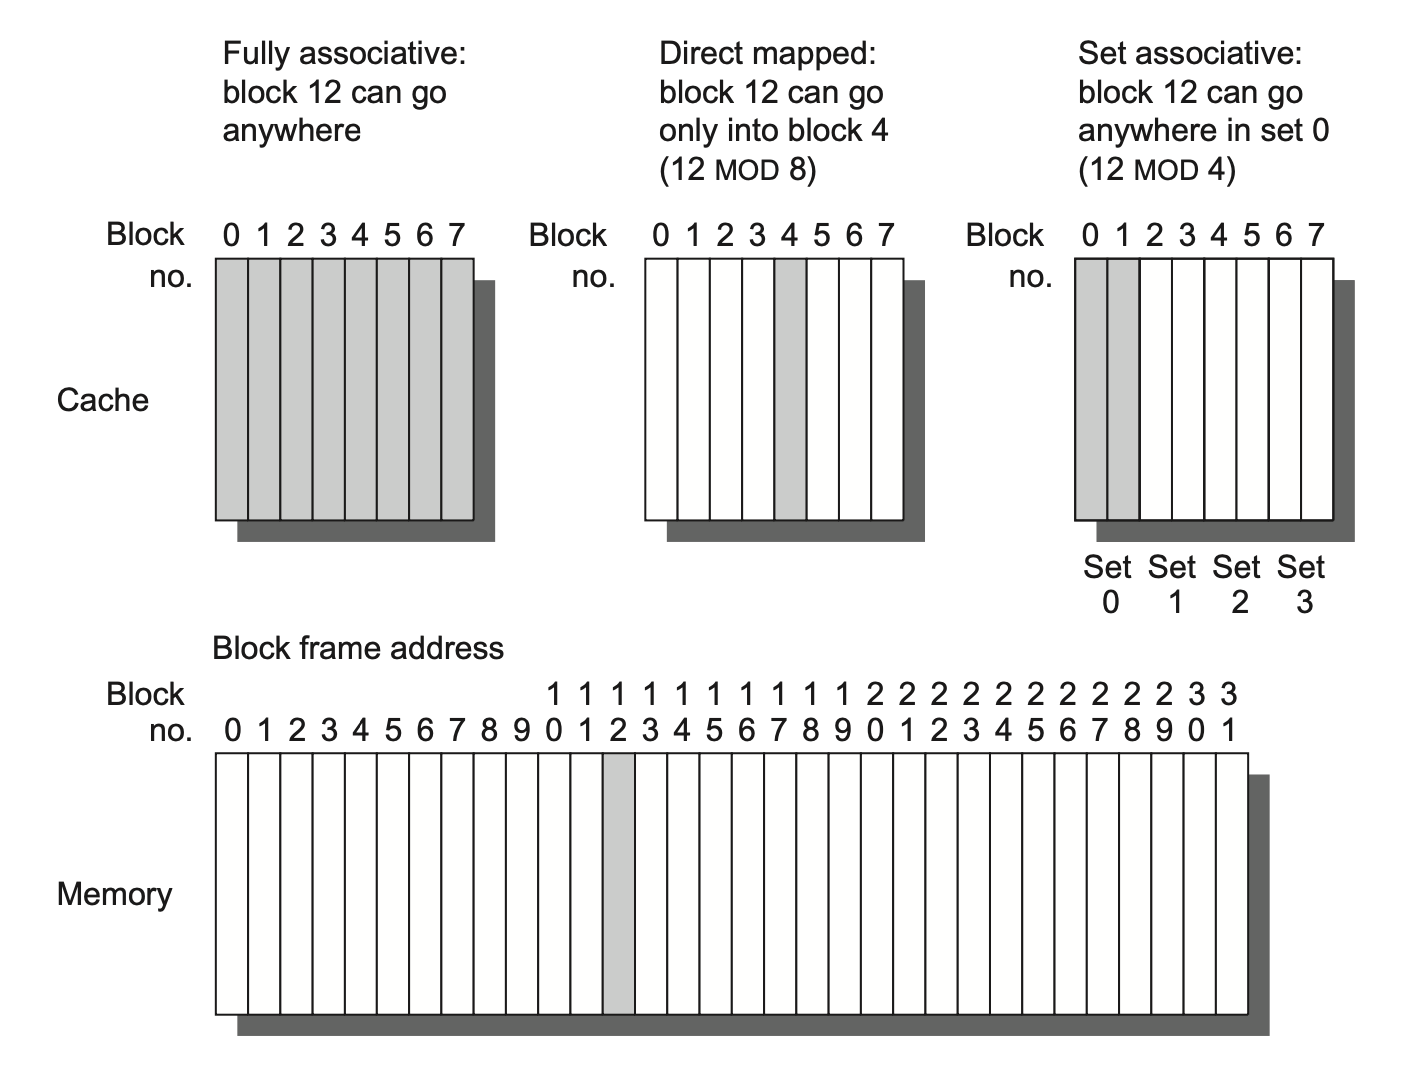 Fully associative:
block 12 can go
anywhere
Direct mapped:
block 12 can go
only into block 4
(12 MOD 8)
Set associative:
block 12 can go
anywhere in set 0
(12 MOD 4)
Block 0 1 2 3 4 5 6 7
no.
Block 0 1 2 3 4 5 6 7
no.
Block 0 1 2 3 4 5 6 7
no.
Cache
Set Set Set Set
0 1 2 3
Block frame address
Block 1 1 1 1 1 1 1 1 1 1 2 2 2 2 2 2 2 2 2 2 3 3
no. 0 1 2 3 4 5 6 7 8 9 0 1 2 3 4 5 6 7 8 9 0 1 2 3 4 5 6 7 8 9 0 1
Memory